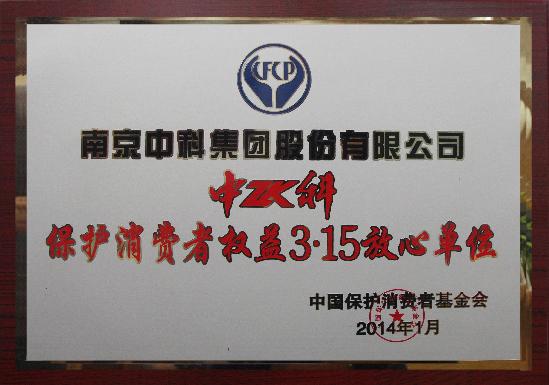 CFCP
南京中科集团股份有限公司
中ZK科
保护消费者权益3·15放心单位
中国保护消费者基金会
2014年1月